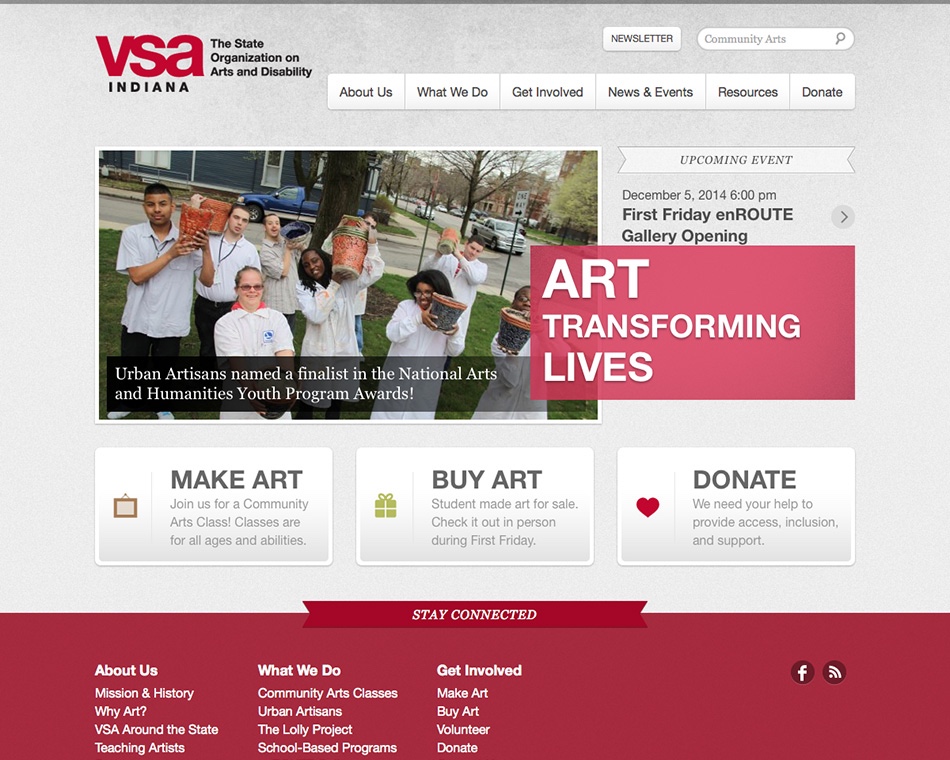 vsa
INDIANA
The State
Organization on
Arts and Disability
NEWSLETTER
Community Arts
About Us
What We Do
Get Involved
News & Events
Resources
Donate
ONE
WAY
Urban Artisans named a finalist in the National Arts
and Humanities Youth Program Awards!
UPCOMING EVENT
December 5, 2014 6:00 pm
First Friday enROUTE
Gallery Opening
ART
TRANSFORMING
LIVES
MAKE ART
Join us for a Community
Arts Class! Classes are
for all ages and abilities.
BUY ART
Student made art for sale.
Check it out in person
during First Friday.
DONATE
We need your help to
provide access, inclusion,
and support.
STAY CONNECTED
About Us
Mission & History
Why Art?
VSA Around the State
Teaching Artists
What We Do
Community Arts Classes
Urban Artisans
The Lolly Project
School-Based Programs
Get Involved
Make Art
Buy Art
Volunteer
Donate
f